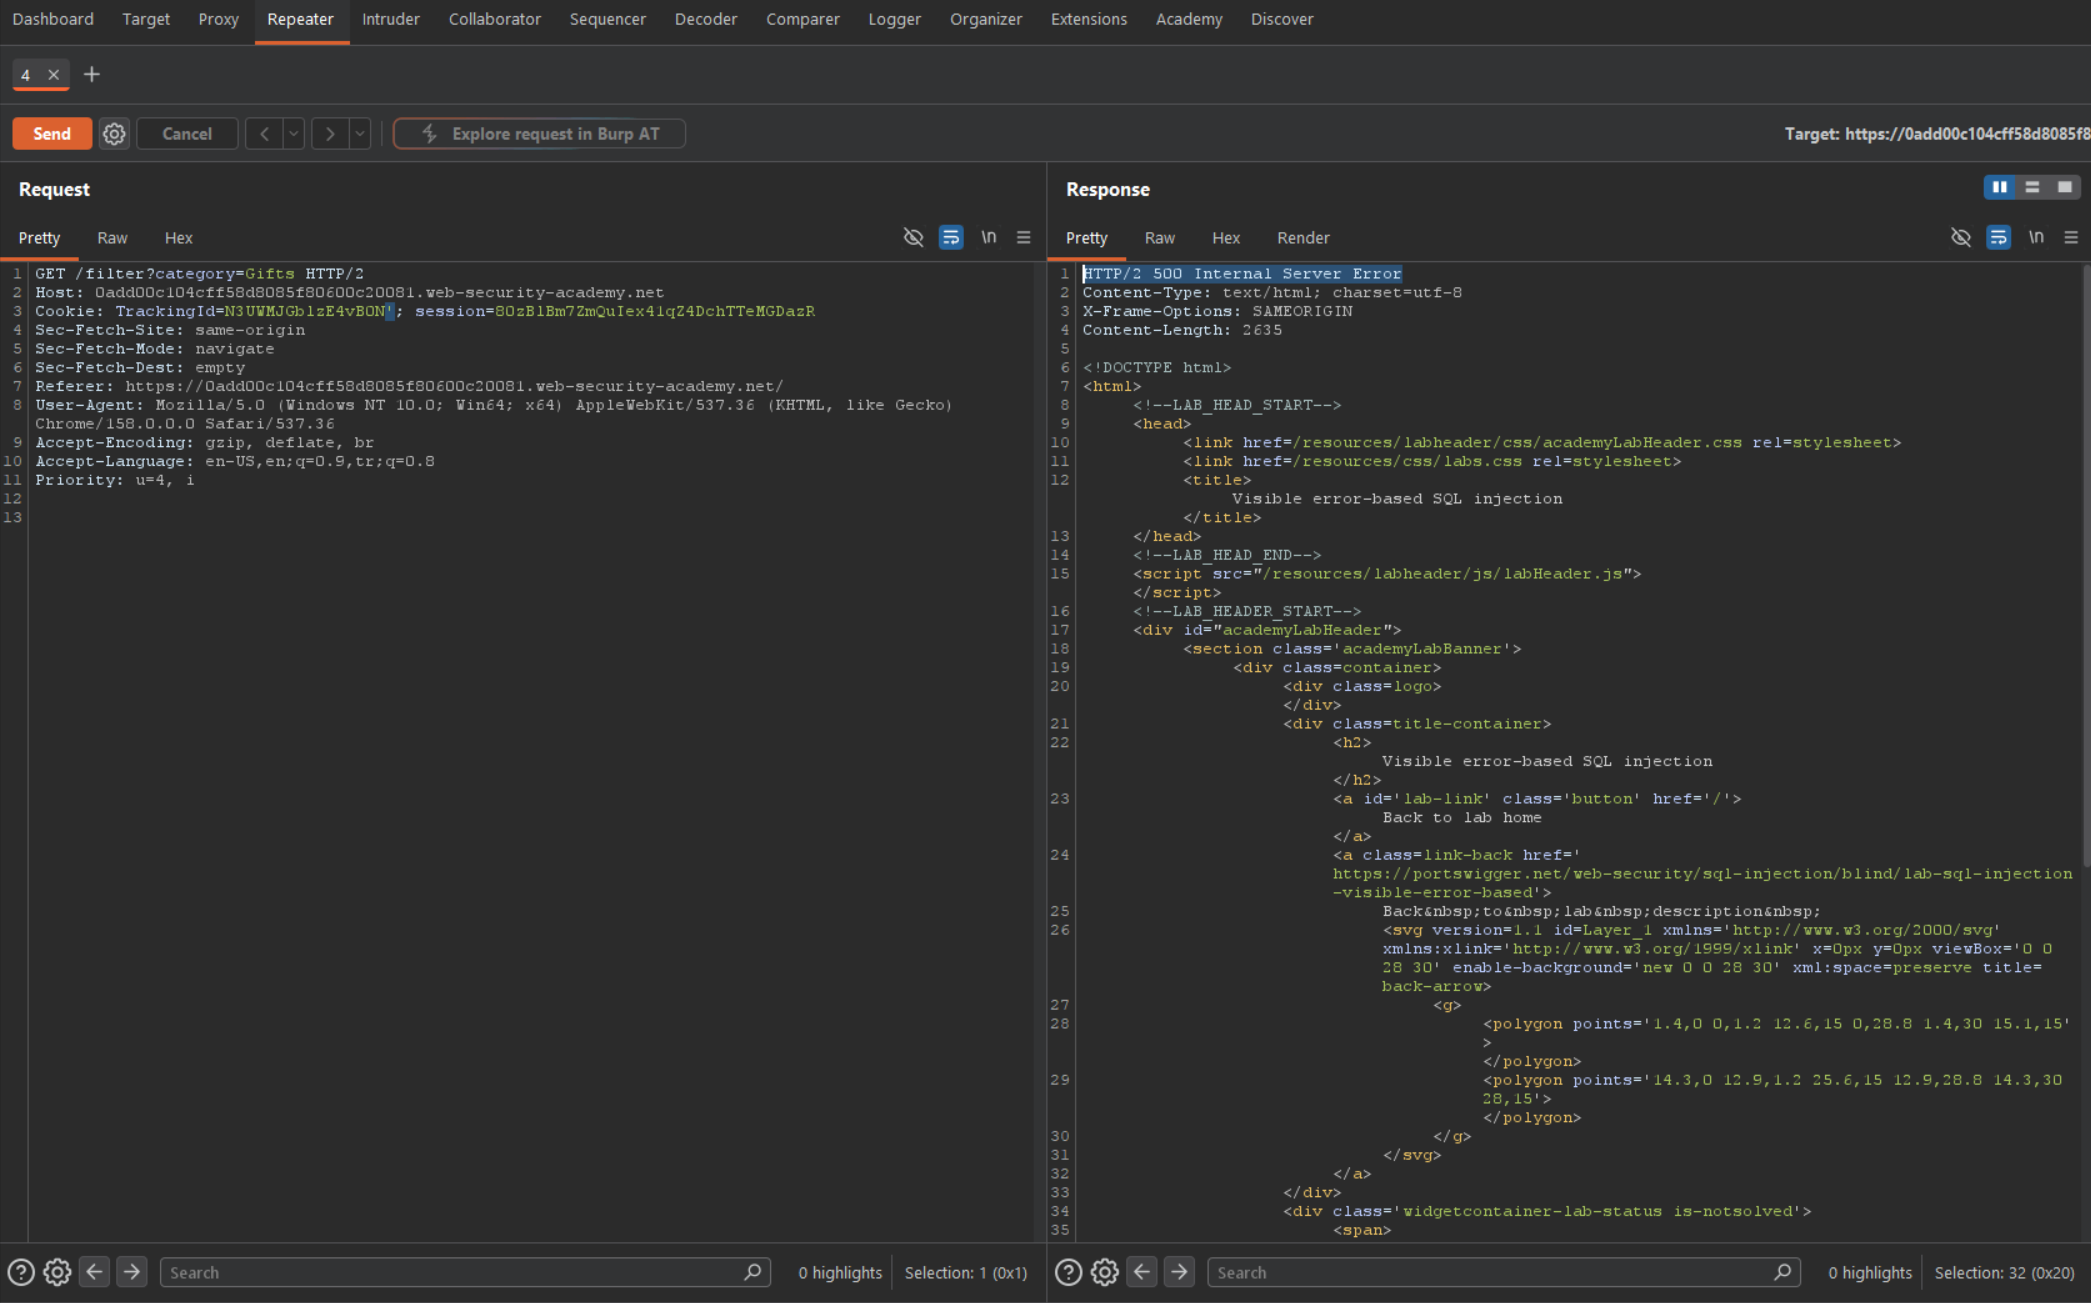 Dashboard Target Proxy Repeater Intruder Collaborator Sequencer Decoder Comparer Logger Organizer Extensions Academy Discover
4 × +
Send Cancel < > Explore request in Burp AT Target: https://0add00c104cff58d8085f8
Request
Pretty Raw Hex \n
1 GET /filter?category=Gifts HTTP/2
2 Host: 0add00c104cff58d8085f80600c20081.web-security-academy.net
3 Cookie: TrackingId=N3UWMJGblzE4vBON'; session=8OzBlBm7ZmQuIex41qZ4DchTTeMGDazR
4 Sec-Fetch-Site: same-origin
5 Sec-Fetch-Mode: navigate
6 Sec-Fetch-Dest: empty
7 Referer: https://0add00c104cff58d8085f80600c20081.web-security-academy.net/
8 User-Agent: Mozilla/5.0 (Windows NT 10.0; Win64; x64) AppleWebKit/537.36 (KHTML, like Gecko)
Chrome/158.0.0.0 Safari/537.36
9 Accept-Encoding: gzip, deflate, br
10 Accept-Language: en-US,en;q=0.9,tr;q=0.8
11 Priority: u=4, i
12
13
Search 0 highlights Selection: 1 (0x1)
Response
Pretty Raw Hex Render \n
1 HTTP/2 500 Internal Server Error
2 Content-Type: text/html; charset=utf-8
3 X-Frame-Options: SAMEORIGIN
4 Content-Length: 2635
5
6 <!DOCTYPE html>
7 <html>
8 <!--LAB_HEAD_START-->
9 <head>
10 <link href=/resources/labheader/css/academyLabHeader.css rel=stylesheet>
11 <link href=/resources/css/labs.css rel=stylesheet>
12 <title>
Visible error-based SQL injection
</title>
13 </head>
14 <!--LAB_HEAD_END-->
15 <script src="/resources/labheader/js/labHeader.js">
</script>
16 <!--LAB_HEADER_START-->
17 <div id="academyLabHeader">
18 <section class='academyLabBanner'>
19 <div class=container>
20 <div class=logo>
</div>
21 <div class=title-container>
22 <h2>
Visible error-based SQL injection
</h2>
23 <a id='lab-link' class='button' href='/'>
Back to lab home
</a>
24 <a class=link-back href='
https://portswigger.net/web-security/sql-injection/blind/lab-sql-injection
-visible-error-based'>
25 Back&nbsp;to&nbsp;lab&nbsp;description&nbsp;
26 <svg version=1.1 id=Layer_1 xmlns='http://www.w3.org/2000/svg'
xmlns:xlink='http://www.w3.org/1999/xlink' x=0px y=0px viewBox='0 0
28 30' enable-background='new 0 0 28 30' xml:space=preserve title=
back-arrow>
27 <g>
28 <polygon points='1.4,0 0,1.2 12.6,15 0,28.8 1.4,30 15.1,15'
>
</polygon>
29 <polygon points='14.3,0 12.9,1.2 25.6,15 12.9,28.8 14.3,30
28,15'>
</polygon>
30 </g>
31 </svg>
32 </a>
33 </div>
34 <div class='widgetcontainer-lab-status is-notsolved'>
35 <span>
Search 0 highlights Selection: 32 (0x20)